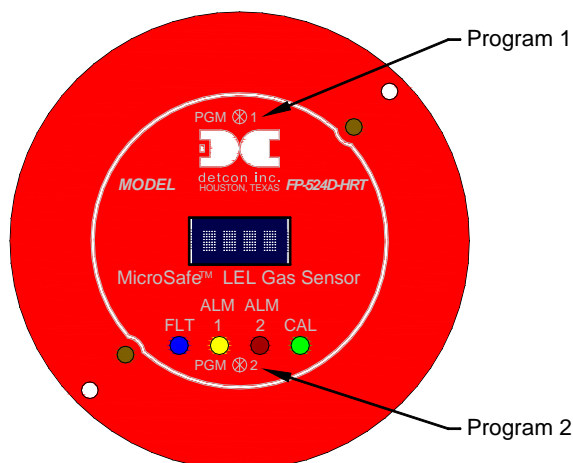 Program 1
PGM 1
detcon inc.
MODEL HOUSTON, TEXAS FP-524D-HRT
MicroSafe™ LEL Gas Sensor
ALM ALM
FLT 1 2 CAL
PGM 2
Program 2